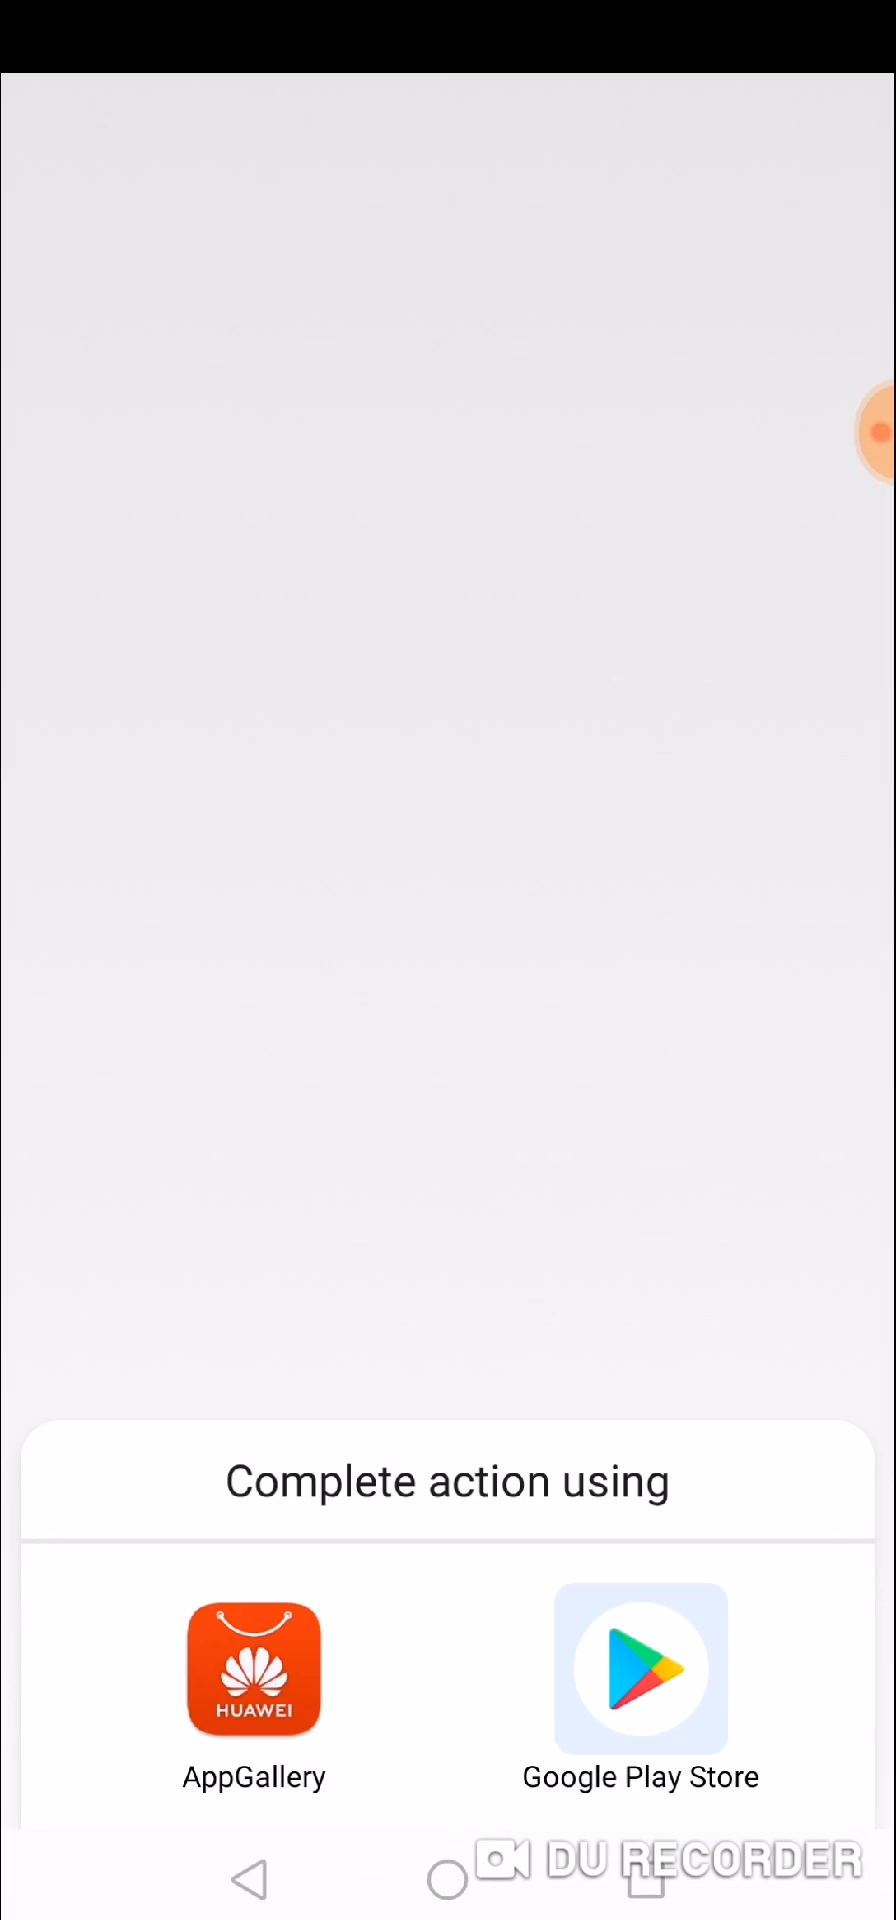 Complete action using
HUAWEI
AppGallery
Google Play Store
DU RECORDER